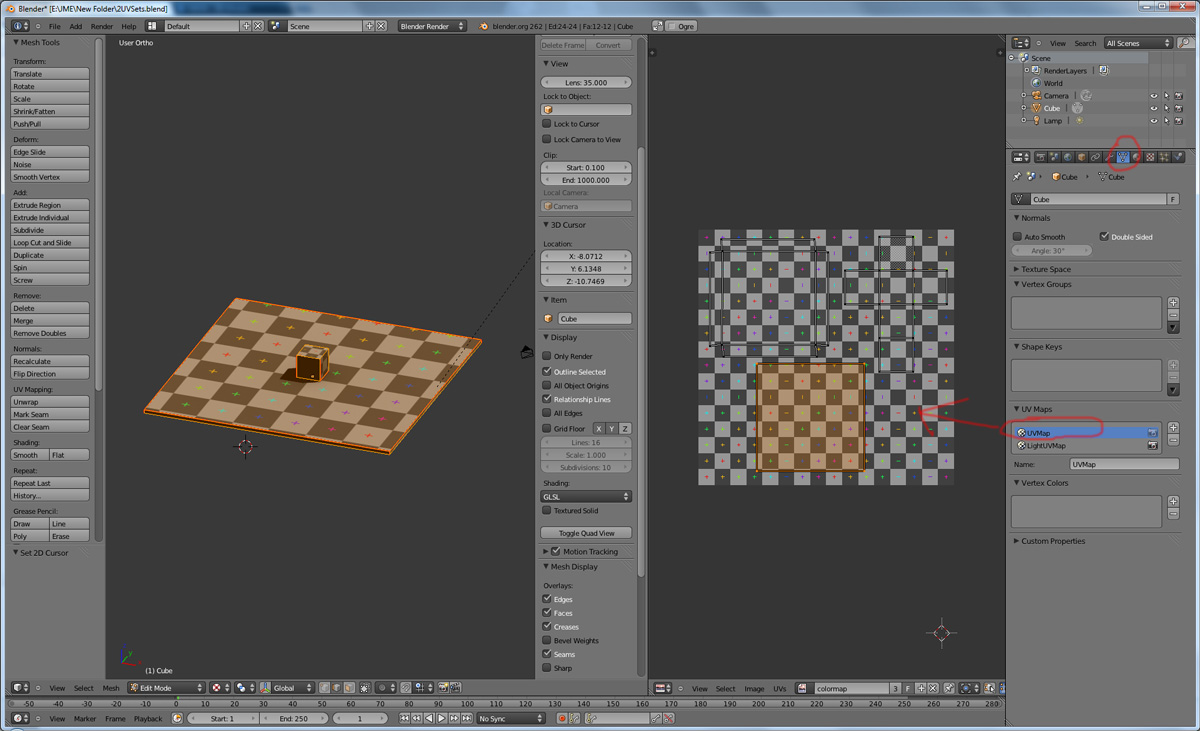 Blender* [E:\JME\New Folder\2UVSets.blend]
File Add Render Help Default Scene Blender Render blender.org 262 | Ed:24-24 | Fa:12-12 | Cube Ogre
Mesh Tools
Transform:
Translate
Rotate
Scale
Shrink/Fatten
Push/Pull
Deform:
Edge Slide
Noise
Smooth Vertex
Add:
Extrude Region
Extrude Individual
Subdivide
Loop Cut and Slide
Duplicate
Spin
Screw
Remove:
Delete
Merge
Remove Doubles
Normals:
Recalculate
Flip Direction
UV Mapping:
Unwrap
Mark Seam
Clear Seam
Shading:
Smooth Flat
Repeat:
Repeat Last
History...
Grease Pencil:
Draw Line
Poly Erase
Set 2D Cursor
User Ortho
(1) Cube
Delete Frame Convert
View
Lens: 35.000
Lock to Object:
Lock to Cursor
Lock Camera to View
Clip:
Start: 0.100
End: 1000.000
Local Camera:
Camera
3D Cursor
Location:
X: -8.0712
Y: 6.1348
Z: -10.7469
Item
Cube
Display
Only Render
Outline Selected
All Object Origins
Relationship Lines
All Edges
Grid Floor X Y Z
Lines: 16
Scale: 1.000
Subdivisions: 10
Shading:
GLSL
Textured Solid
Toggle Quad View
Motion Tracking
Mesh Display
Overlays:
Edges
Faces
Creases
Bevel Weights
Seams
Sharp
View Search All Scenes
Scene
RenderLayers |
World
Camera |
Cube |
Lamp |
Cube Cube
Cube F
Normals
Auto Smooth Double Sided
Angle: 30°
Texture Space
Vertex Groups
Shape Keys
UV Maps
UVMap
LightUVMap
Name: UVMap
Vertex Colors
Custom Properties
View Select Mesh Edit Mode Global
View Select Image UVs colormap 3 F
-50 -40 -30 -20 -10 0 10 20 30 40 50 60 70 80 90 100 110 120 130 140 150 160 170 180 190 200 210 220 230 240 250 260 270 280
View Marker Frame Playback Start: 1 End: 250 1 No Sync